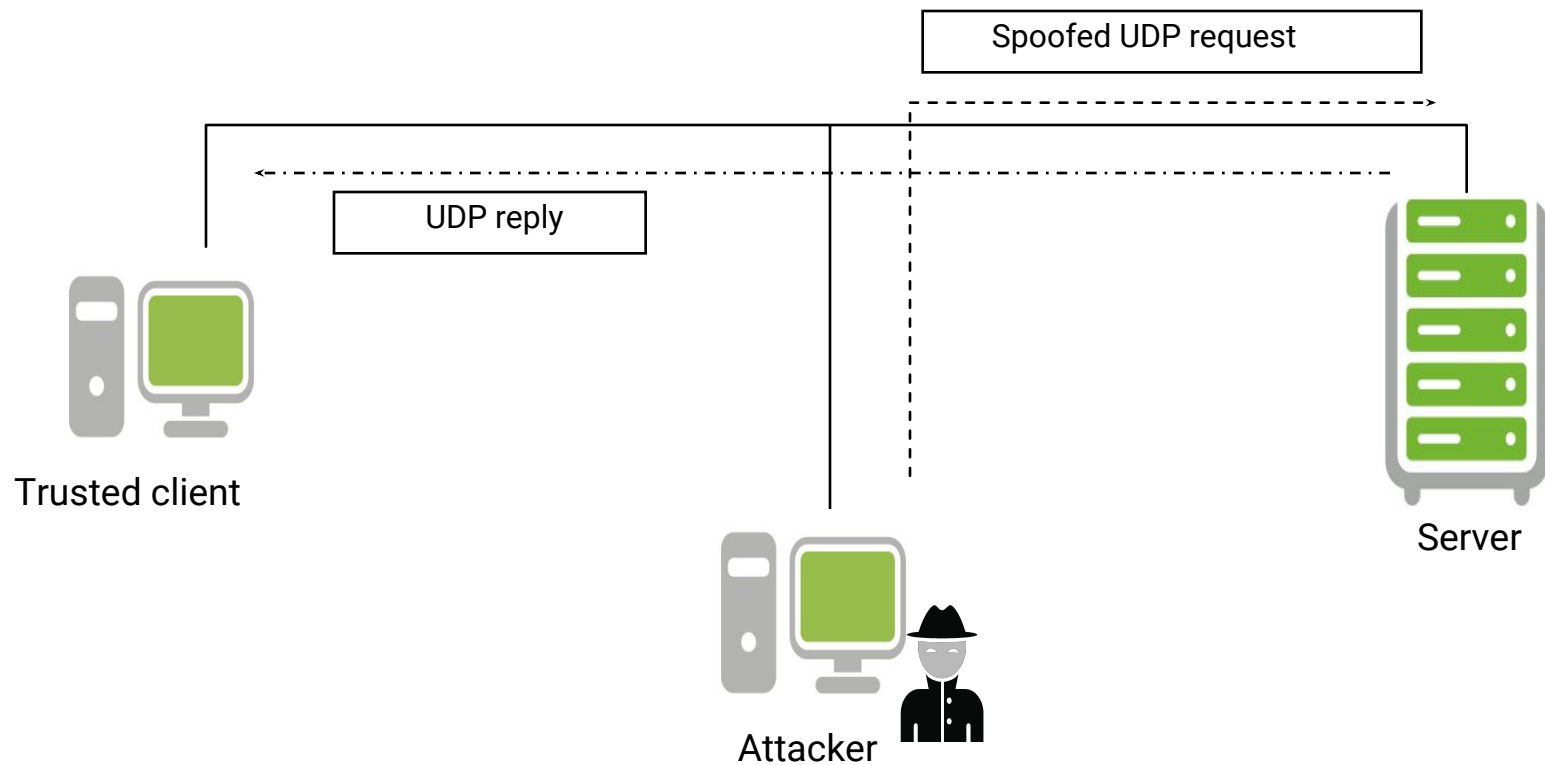 Spoofed UDP request
UDP reply
Trusted client
Server
Attacker